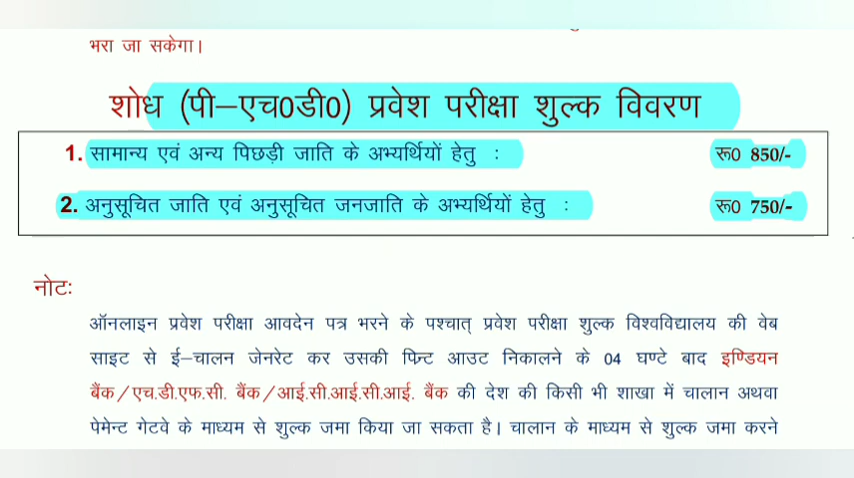 भरा जा सकेगा।
शोध (पी–एच0डी0) प्रवेश परीक्षा शुल्क विवरण
1. सामान्य एवं अन्य पिछड़ी जाति के अभ्यर्थियों हेतु : रू0 850/-
2. अनुसूचित जाति एवं अनुसूचित जनजाति के अभ्यर्थियों हेतु : रू0 750/-
नोटः
ऑनलाइन प्रवेश परीक्षा आवदेन पत्र भरने के पश्चात् प्रवेश परीक्षा शुल्क विश्वविद्यालय की वेब
साइट से ई–चालन जेनरेट कर उसकी प्रिन्ट आउट निकालने के 04 घण्टे बाद इण्डियन
बैंक/एच.डी.एफ.सी. बैंक/आई.सी.आई.सी.आई. बैंक की देश की किसी भी शाखा में चालान अथवा
पेमेन्ट गेटवे के माध्यम से शुल्क जमा किया जा सकता है। चालान के माध्यम से शुल्क जमा करने